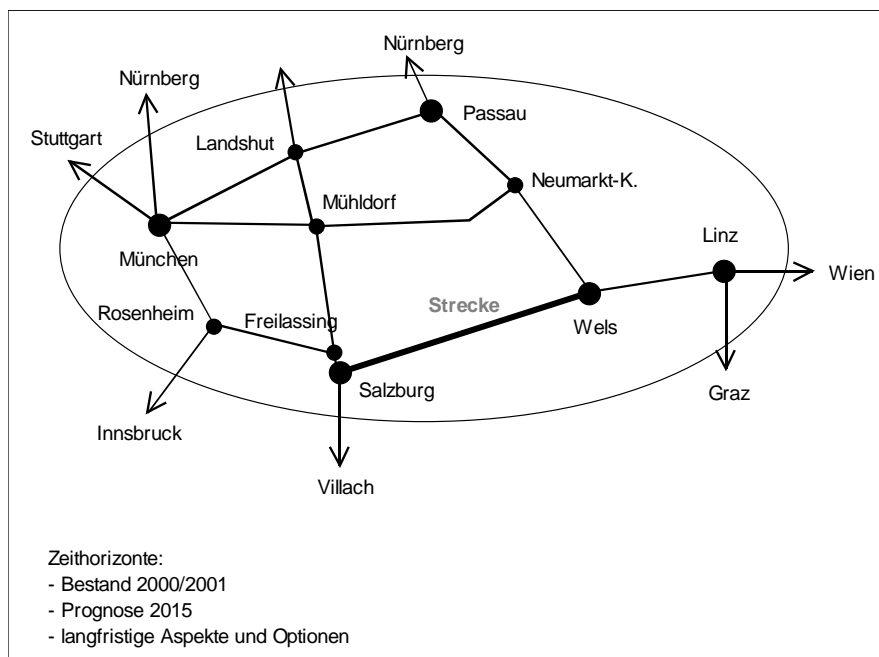 Nürnberg
Nürnberg
Stuttgart
Landshut
Passau
Neumarkt-K.
Mühldorf
München
Linz
Wien
Rosenheim
Freilassing
Strecke
Wels
Salzburg
Graz
Innsbruck
Villach
Zeithorizonte:
- Bestand 2000/2001
- Prognose 2015
- langfristige Aspekte und Optionen